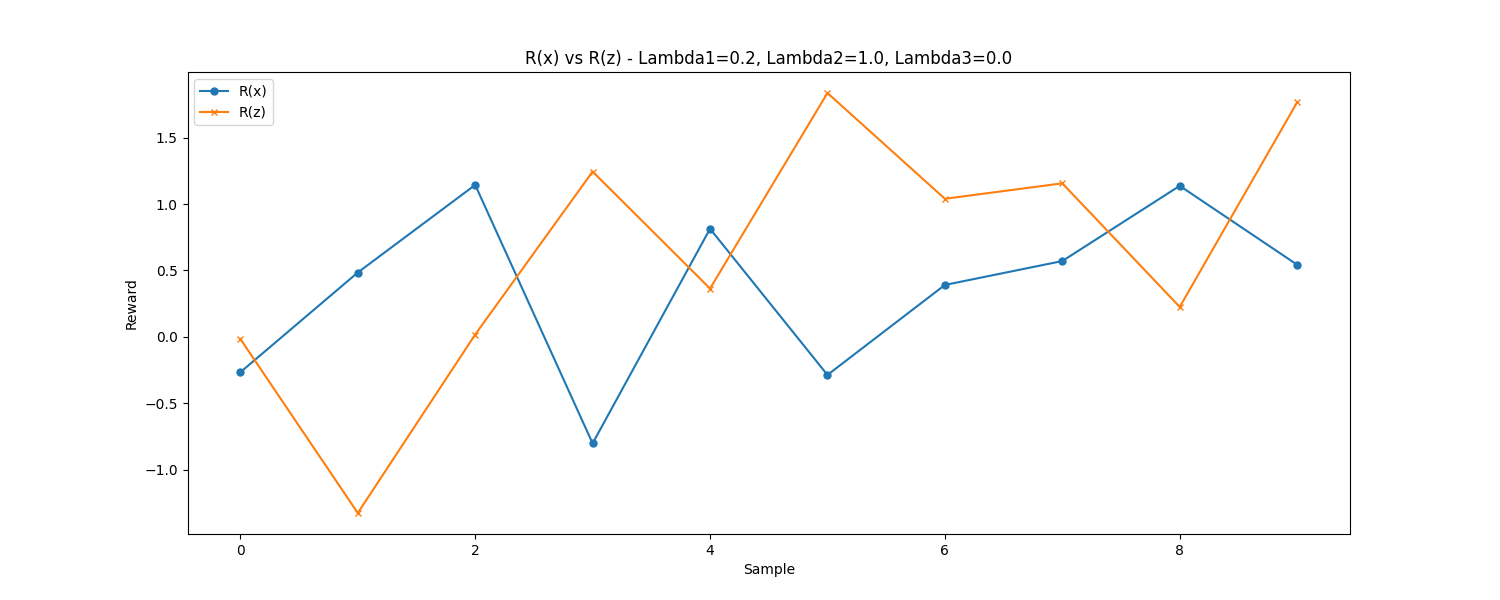 R(x) vs R(z) - Lambda1=0.2, Lambda2=1.0, Lambda3=0.0
R(x)
R(z)
1.5
1.0
0.5
0.0
−0.5
−1.0
Reward
0 2 4 6 8
Sample